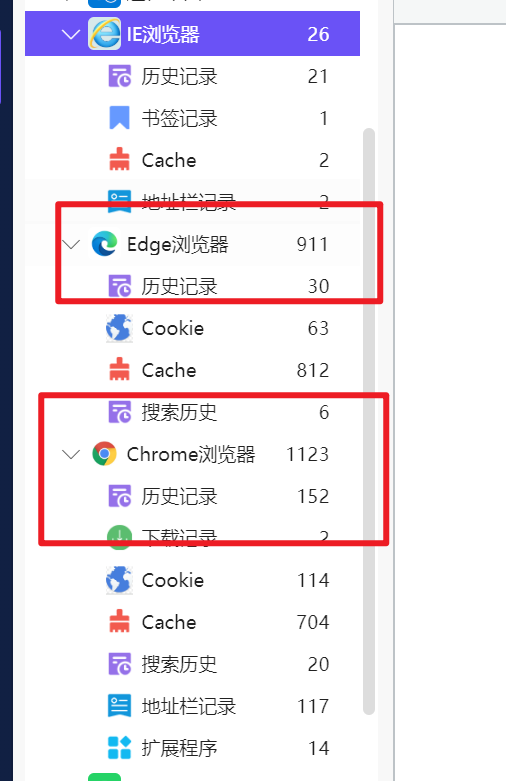 IE浏览器 26
历史记录 21
书签记录 1
Cache 2
地址栏记录 2
Edge浏览器 911
历史记录 30
Cookie 63
Cache 812
搜索历史 6
Chrome浏览器 1123
历史记录 152
下载记录 2
Cookie 114
Cache 704
搜索历史 20
地址栏记录 117
扩展程序 14